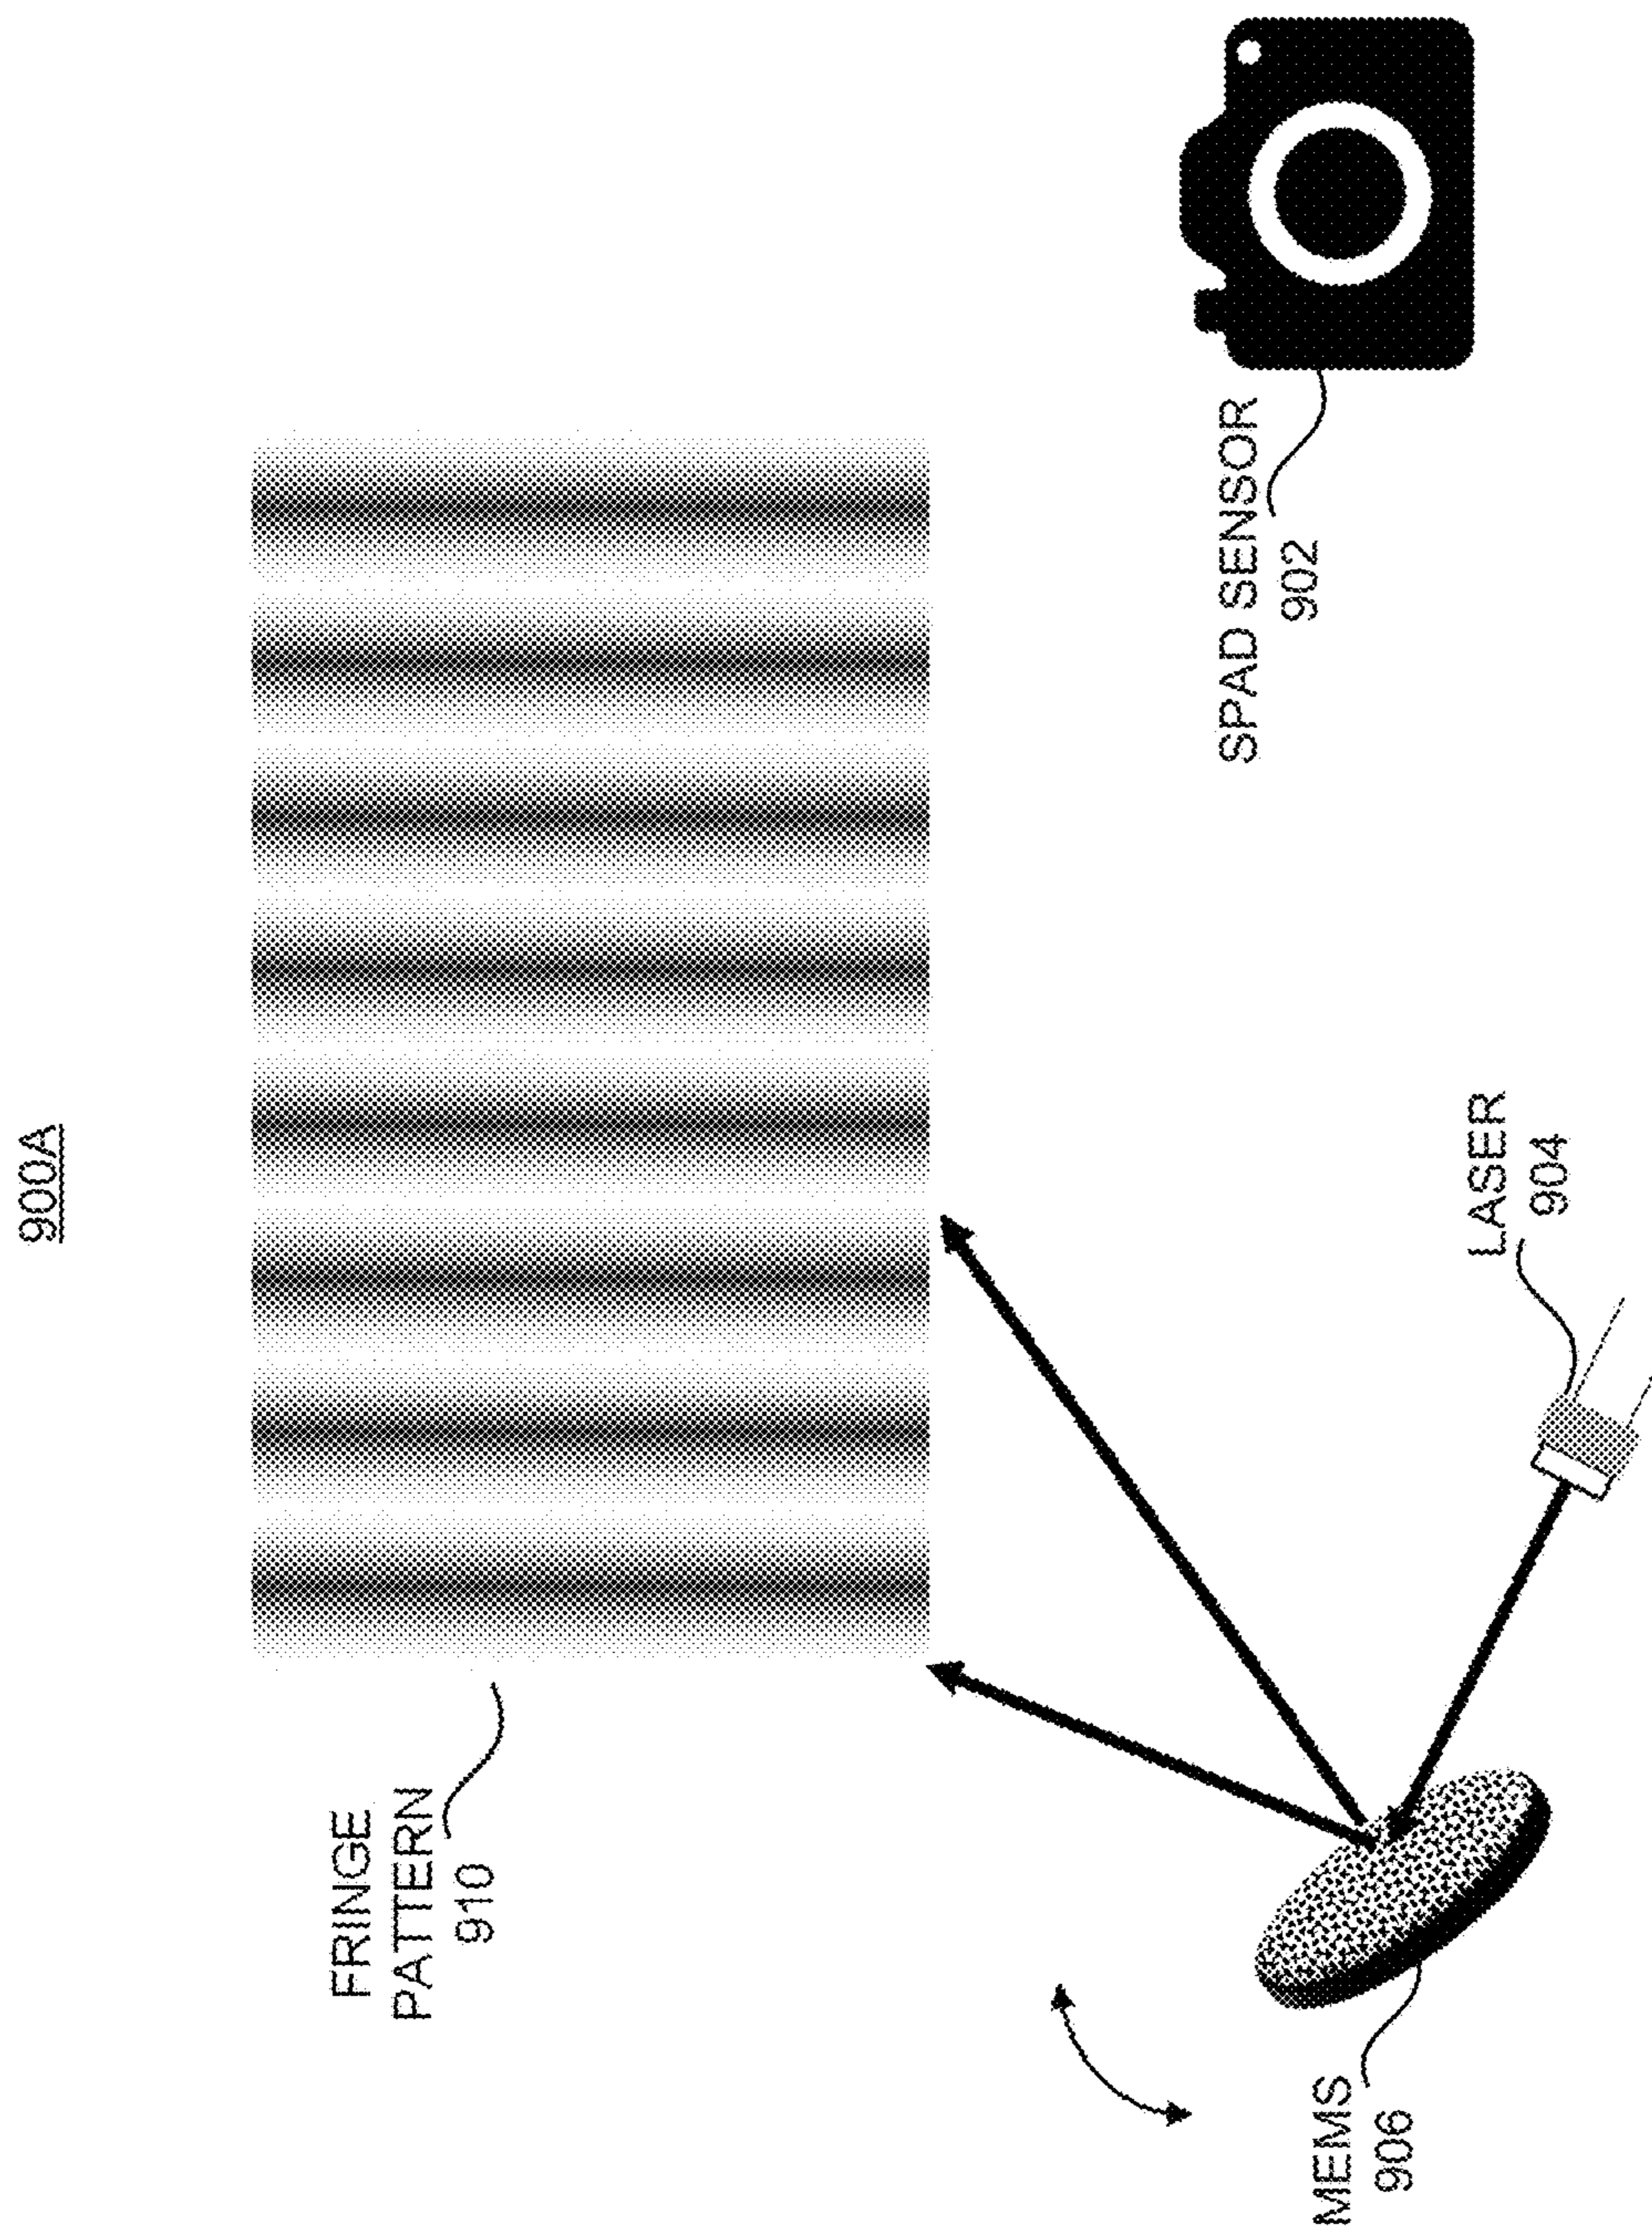 900A
FRINGE
PATTERN
910
SPAD SENSOR
902
LASER
904
MEMS
906